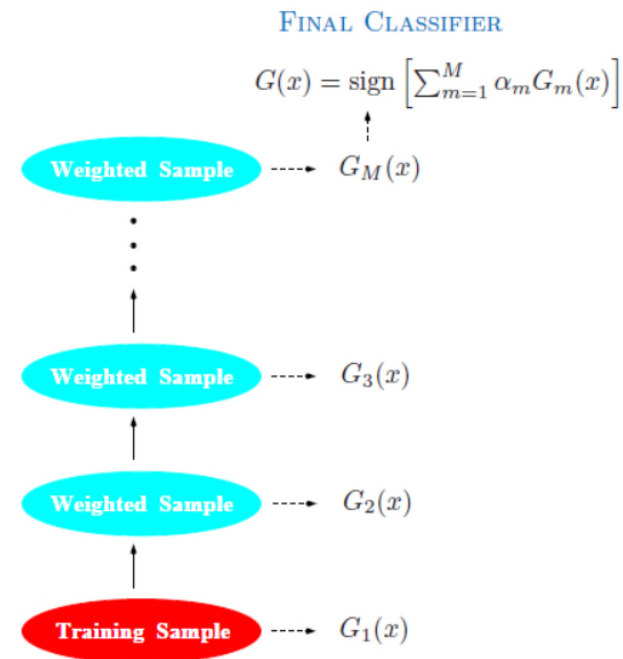 FINAL CLASSIFIER
G(x) = sign [∑_{m=1}^{M} α_m G_m(x)]
Weighted Sample G_M(x)
Weighted Sample G_3(x)
Weighted Sample G_2(x)
Training Sample G_1(x)